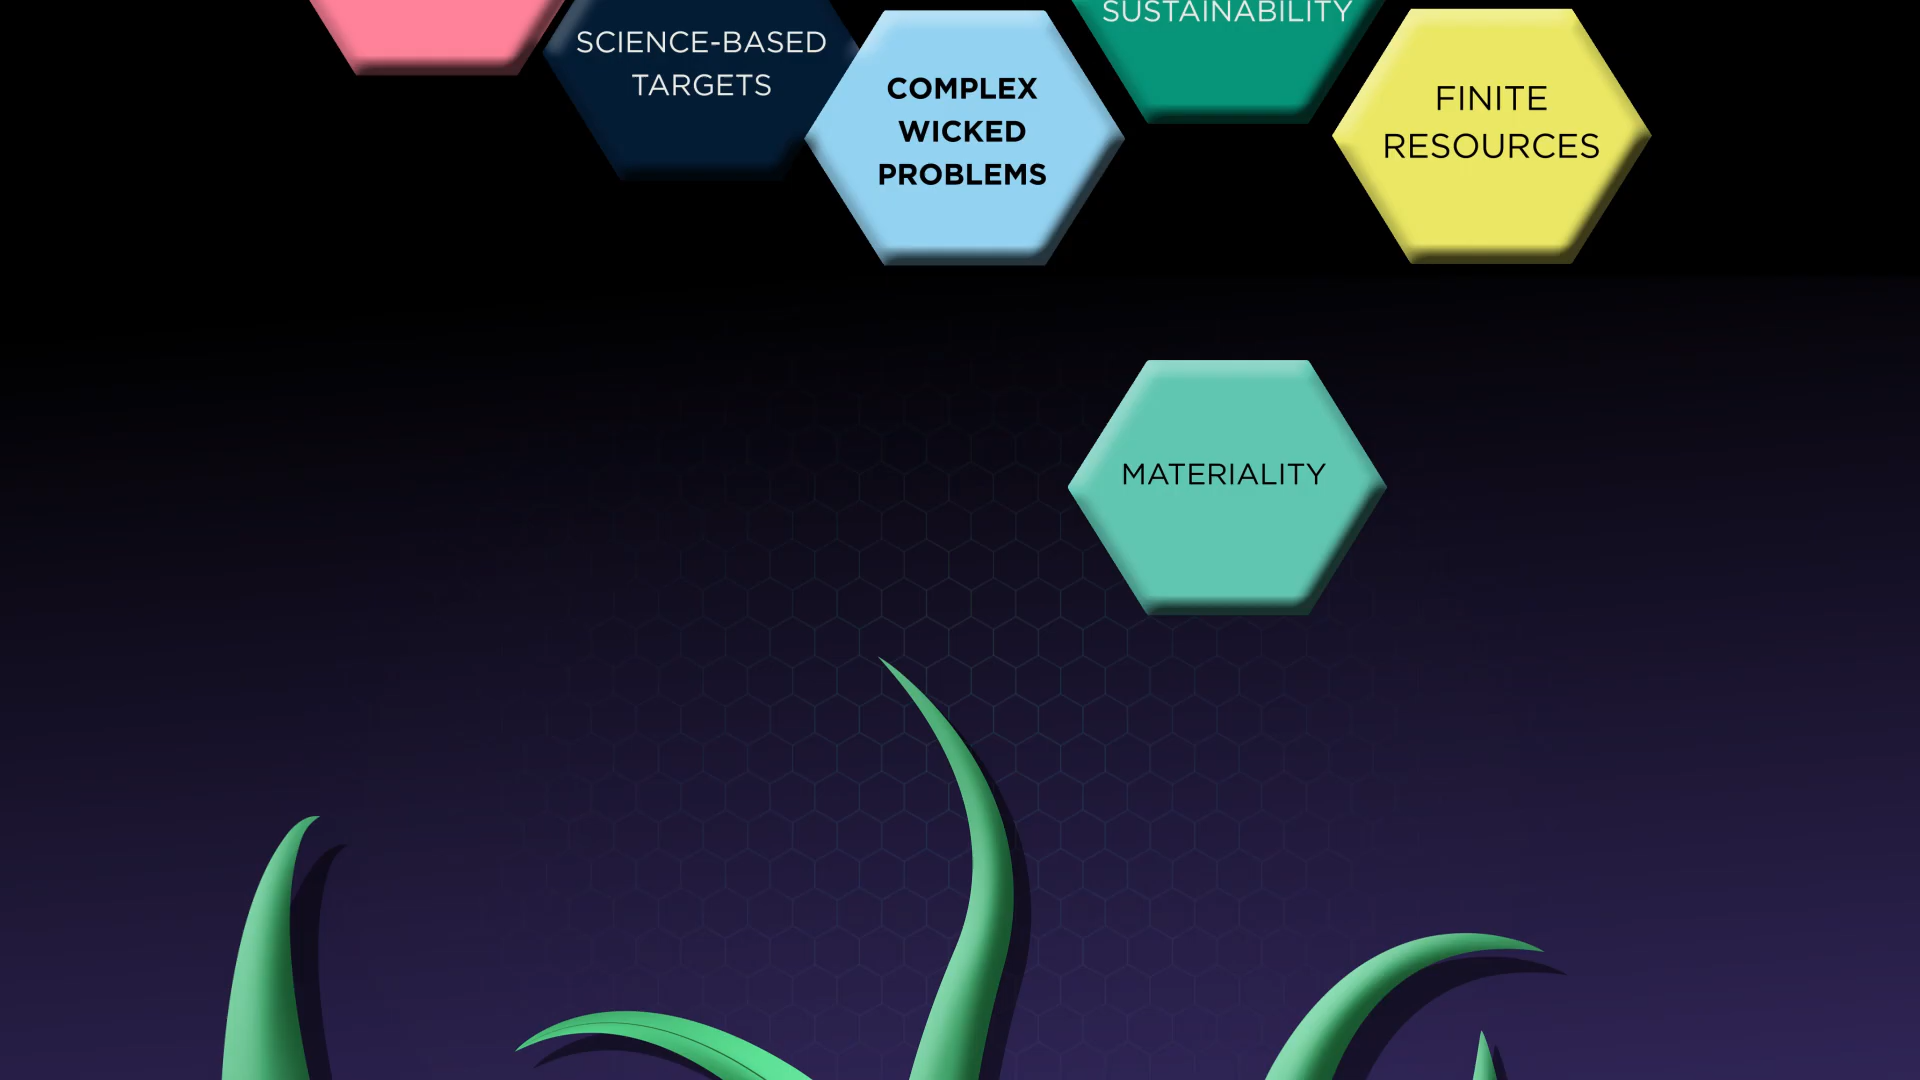 SUSTAINABILITY
SCIENCE-BASED
TARGETS
COMPLEX
WICKED
PROBLEMS
FINITE
RESOURCES
MATERIALITY